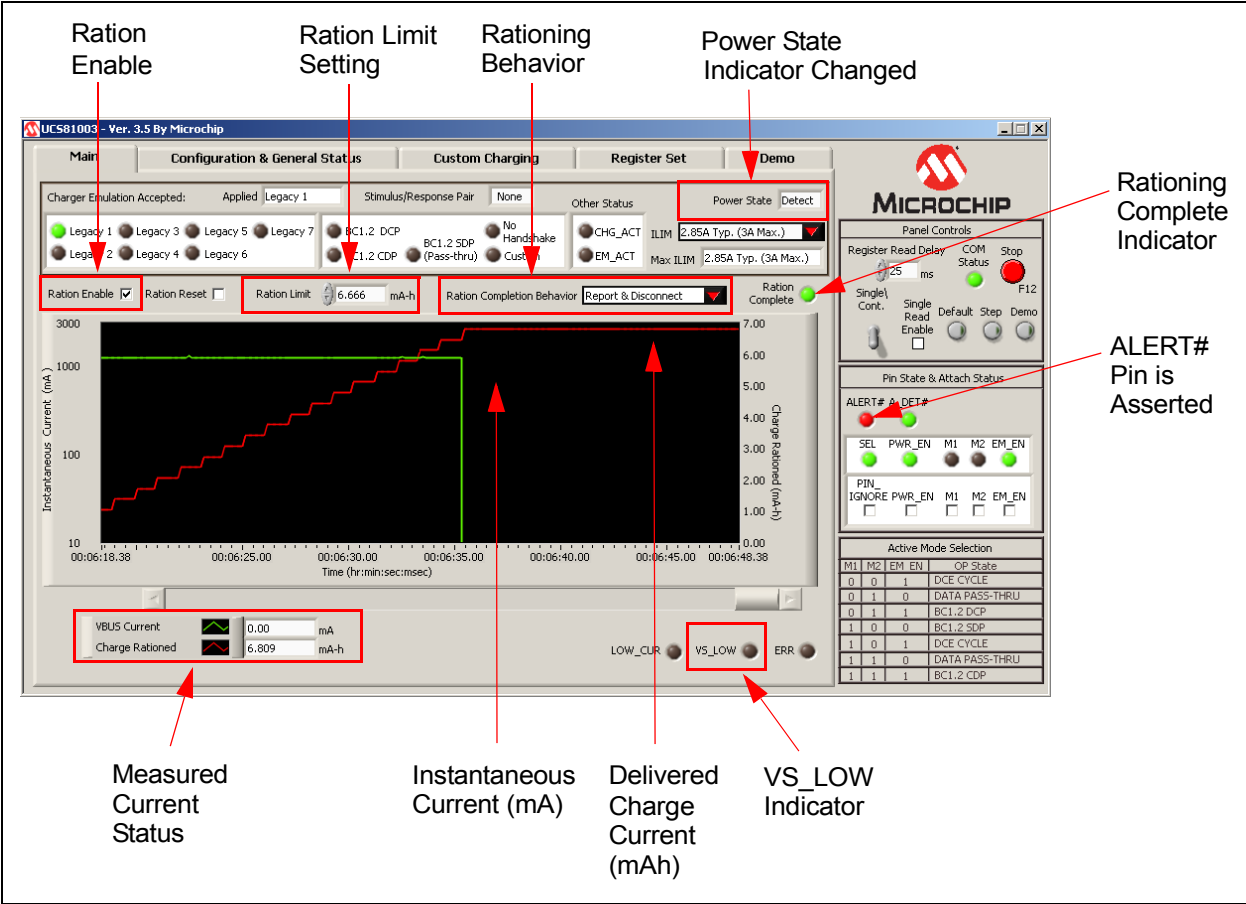 Ration
Enable
Ration Limit
Setting
Rationing
Behavior
Power State
Indicator Changed
UCS81003 - Ver. 3.5 By Microchip
Main
Configuration & General Status
Custom Charging
Register Set
Demo
Charger Emulation Accepted:
Applied
Legacy 1
Stimulus/Response Pair
None
Other Status
Power State
Detect
Legacy 1
Legacy 3
Legacy 5
Legacy 7
Legacy 2
Legacy 4
Legacy 6
BC1.2 DCP
BC1.2 CDP
BC1.2 SDP
(Pass-thru)
No
Handshake
Custom
CHG_ACT
EM_ACT
ILIM
2.85A Typ. (3A Max.)
Max ILIM
2.85A Typ. (3A Max.)
Ration Enable
Ration Reset
Ration Limit
6.666
mA-h
Ration Completion Behavior
Report & Disconnect
Ration
Complete
3000
1000
100
10
Instantaneous Current (mA)
7.00
6.00
5.00
4.00
3.00
2.00
1.00
0.00
Charge Rationed (mA-h)
00:06:18.38
00:06:25.00
00:06:30.00
00:06:35.00
00:06:40.00
00:06:45.00
00:06:48.38
Time (hr:min:sec:msec)
VBUS Current
0.00
mA
Charge Rationed
6.809
mA-h
LOW_CUR
VS_LOW
ERR
MICROCHIP
Panel Controls
Register Read Delay
25
ms
COM
Status
Stop
F12
Single\
Cont.
Single
Read
Enable
Default
Step
Demo
Pin State & Attach Status
ALERT#
A_DET#
SEL
PWR_EN
M1
M2
EM_EN
PIN_
IGNORE
PWR_EN
M1
M2
EM_EN
Active Mode Selection
M1 M2 EM_EN OP State
0 0 1 DCE CYCLE
0 1 0 DATA PASS-THRU
0 1 1 BC1.2 DCP
1 0 0 BC1.2 SDP
1 0 1 DCE CYCLE
1 1 0 DATA PASS-THRU
1 1 1 BC1.2 CDP
Rationing
Complete
Indicator
ALERT#
Pin is
Asserted
Measured
Current
Status
Instantaneous
Current (mA)
Delivered
Charge
Current
(mAh)
VS_LOW
Indicator